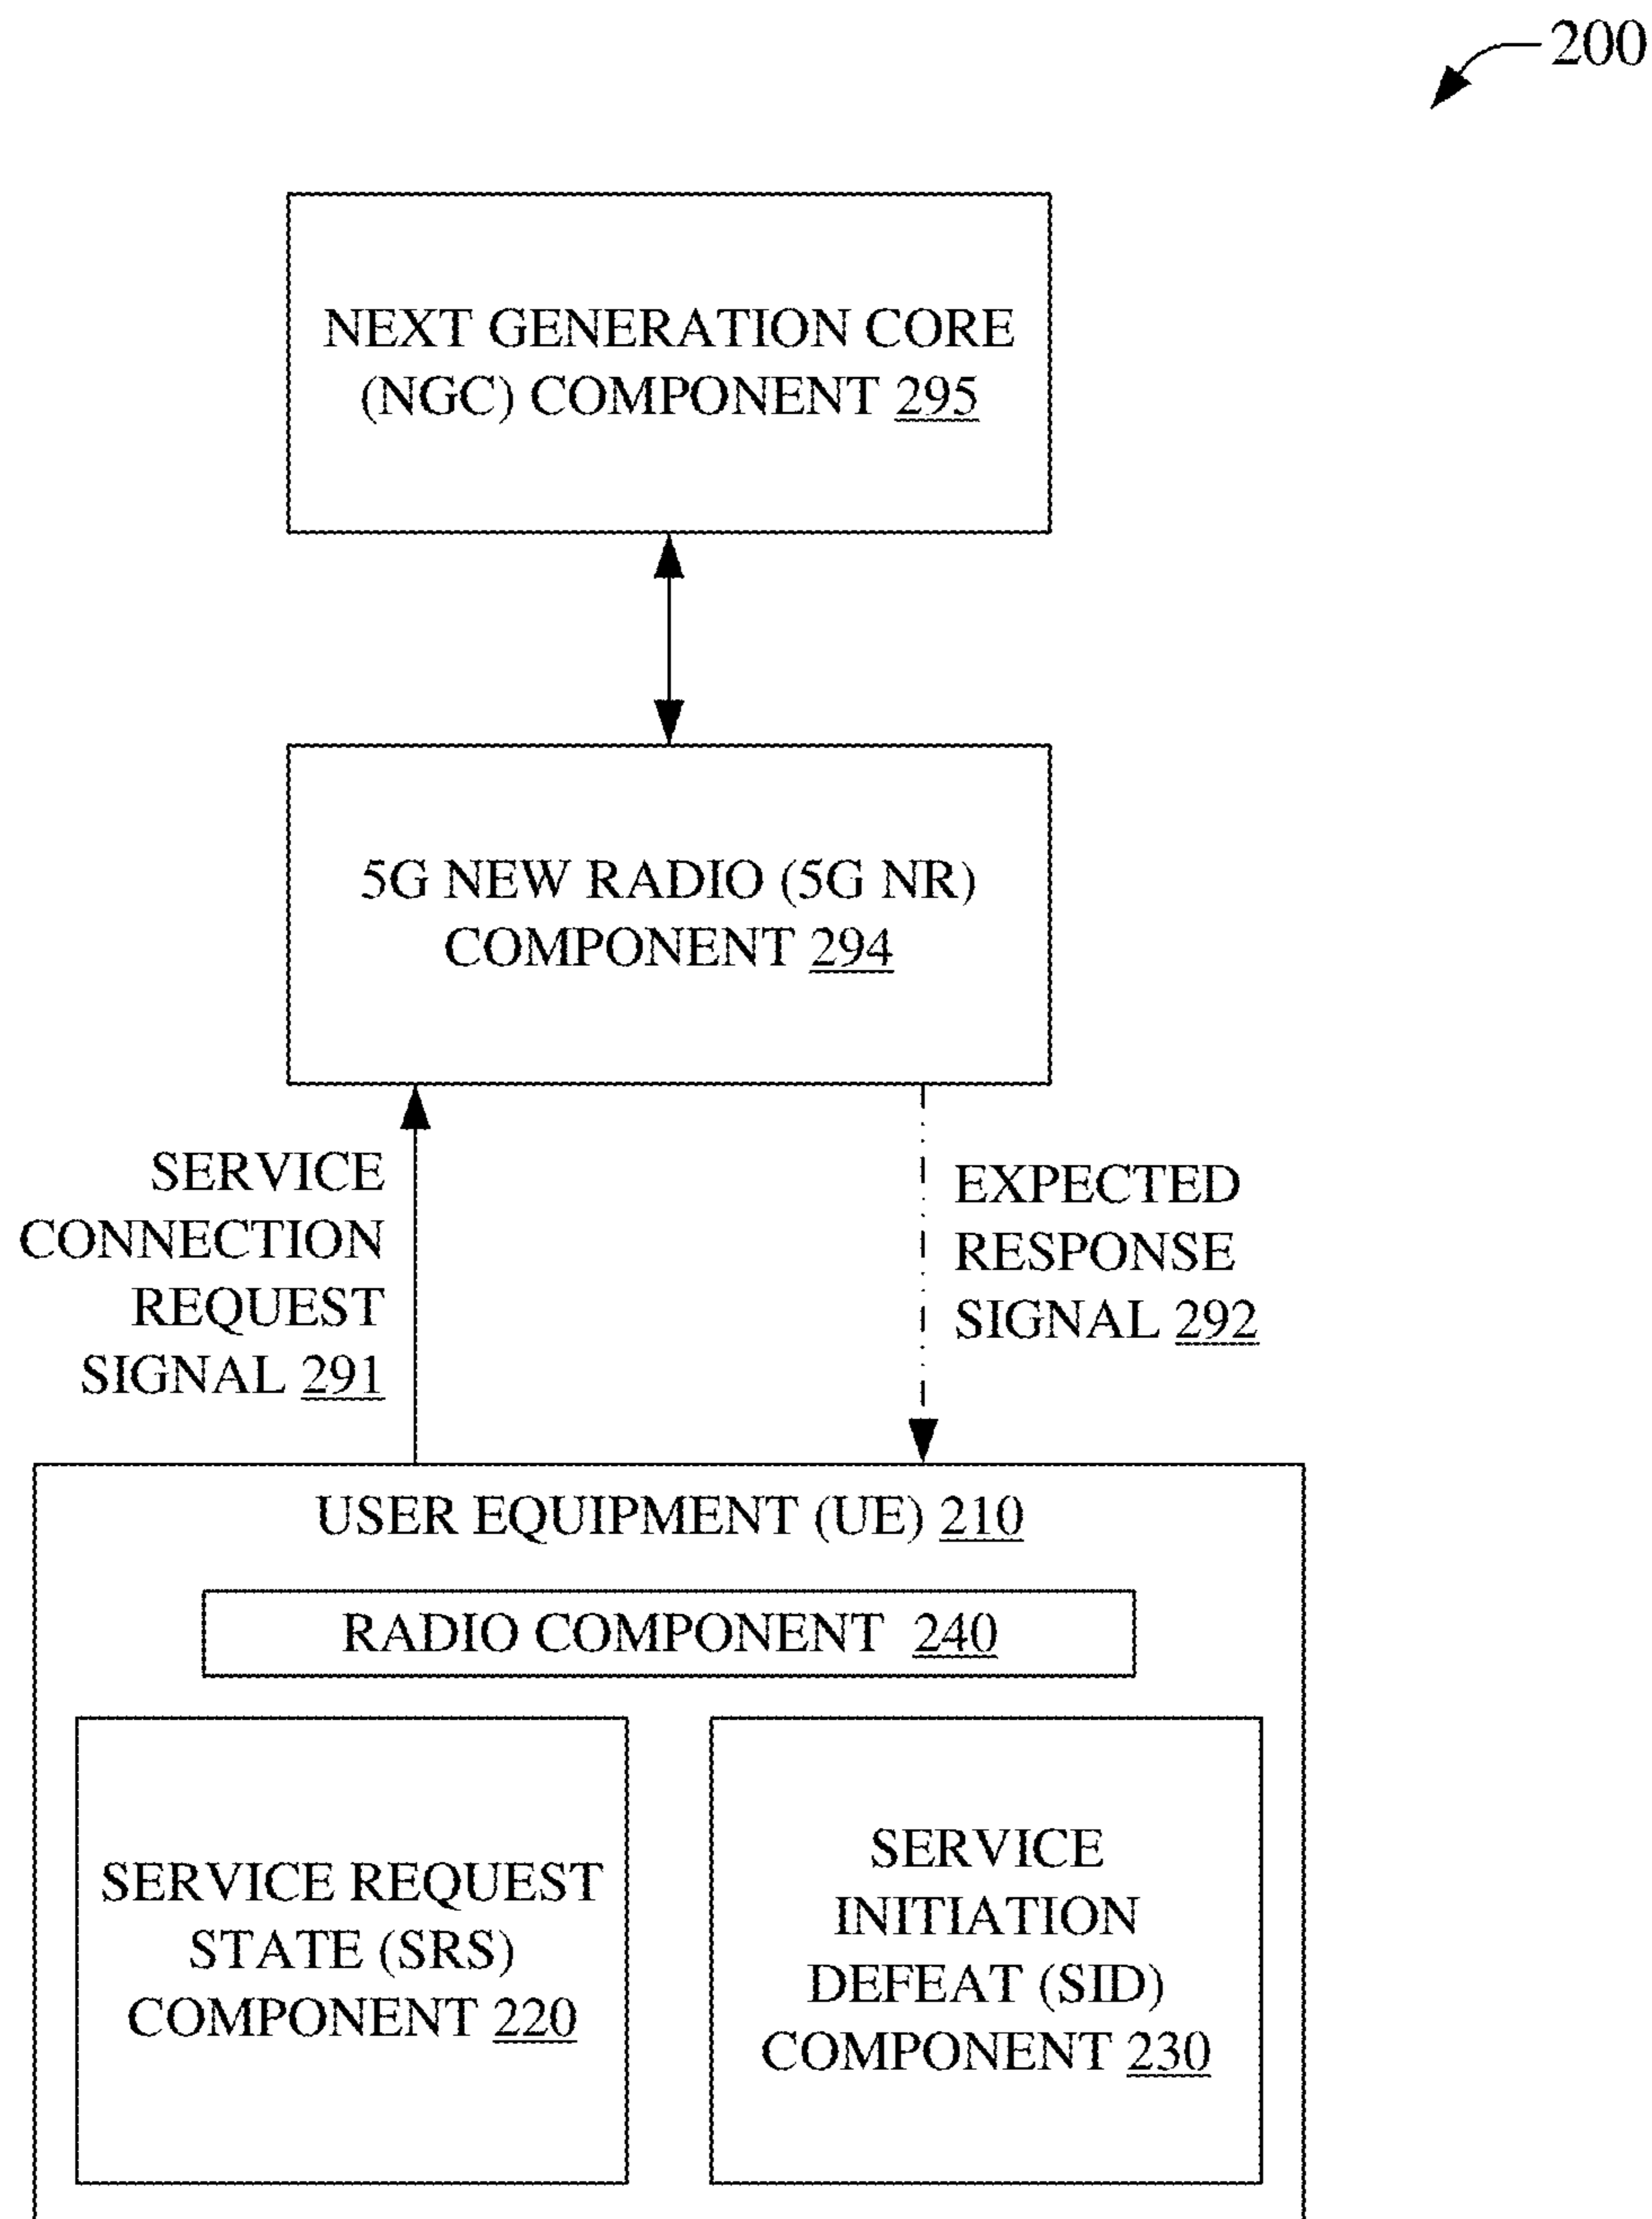 200
NEXT GENERATION CORE
(NGC) COMPONENT 295
5G NEW RADIO (5G NR)
COMPONENT 294
SERVICE
CONNECTION
REQUEST
SIGNAL 291
EXPECTED
RESPONSE
SIGNAL 292
USER EQUIPMENT (UE) 210
RADIO COMPONENT 240
SERVICE REQUEST
STATE (SRS)
COMPONENT 220
SERVICE
INITIATION
DEFEAT (SID)
COMPONENT 230